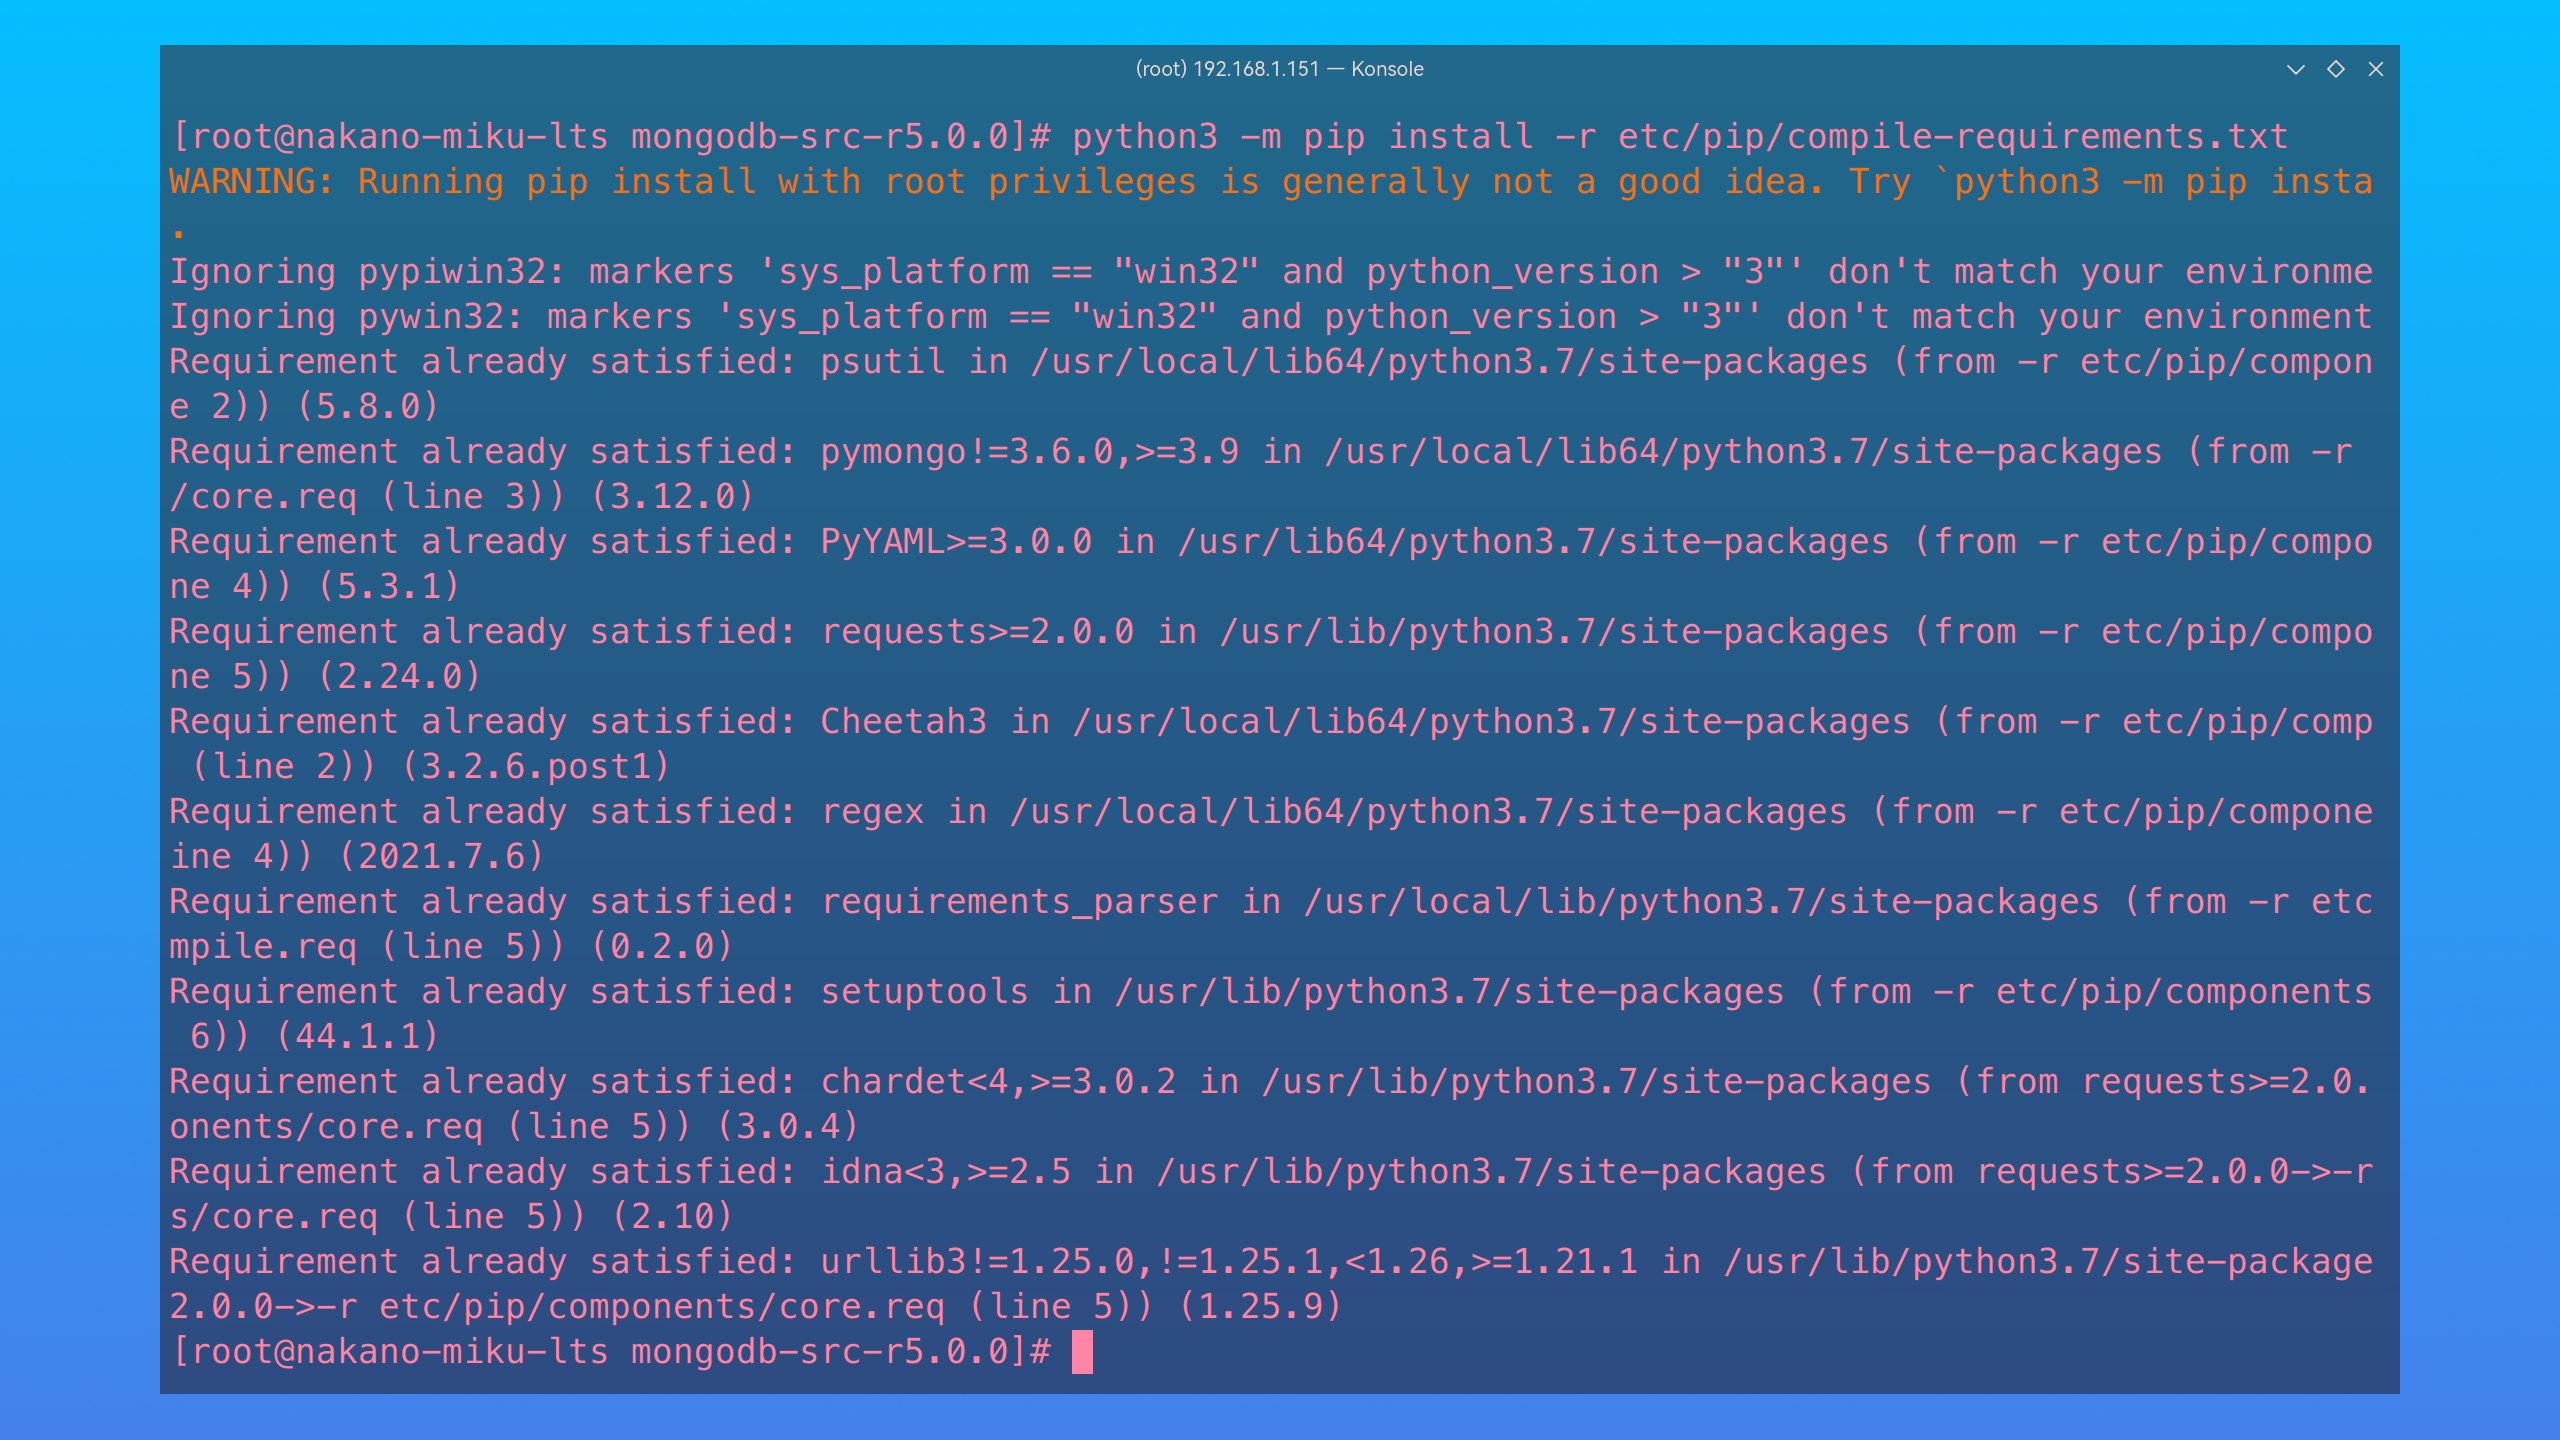 (root) 192.168.1.151 — Konsole
[root@nakano-miku-lts mongodb-src-r5.0.0]# python3 -m pip install -r etc/pip/compile-requirements.txt
WARNING: Running pip install with root privileges is generally not a good idea. Try `python3 -m pip insta
.
Ignoring pypiwin32: markers 'sys_platform == "win32" and python_version > "3"' don't match your environme
Ignoring pywin32: markers 'sys_platform == "win32" and python_version > "3"' don't match your environment
Requirement already satisfied: psutil in /usr/local/lib64/python3.7/site-packages (from -r etc/pip/compon
e 2)) (5.8.0)
Requirement already satisfied: pymongo!=3.6.0,>=3.9 in /usr/local/lib64/python3.7/site-packages (from -r
/core.req (line 3)) (3.12.0)
Requirement already satisfied: PyYAML>=3.0.0 in /usr/lib64/python3.7/site-packages (from -r etc/pip/compo
ne 4)) (5.3.1)
Requirement already satisfied: requests>=2.0.0 in /usr/lib/python3.7/site-packages (from -r etc/pip/compo
ne 5)) (2.24.0)
Requirement already satisfied: Cheetah3 in /usr/local/lib64/python3.7/site-packages (from -r etc/pip/comp
 (line 2)) (3.2.6.post1)
Requirement already satisfied: regex in /usr/local/lib64/python3.7/site-packages (from -r etc/pip/compone
ine 4)) (2021.7.6)
Requirement already satisfied: requirements_parser in /usr/local/lib/python3.7/site-packages (from -r etc
mpile.req (line 5)) (0.2.0)
Requirement already satisfied: setuptools in /usr/lib/python3.7/site-packages (from -r etc/pip/components
 6)) (44.1.1)
Requirement already satisfied: chardet<4,>=3.0.2 in /usr/lib/python3.7/site-packages (from requests>=2.0.
onents/core.req (line 5)) (3.0.4)
Requirement already satisfied: idna<3,>=2.5 in /usr/lib/python3.7/site-packages (from requests>=2.0.0->-r
s/core.req (line 5)) (2.10)
Requirement already satisfied: urllib3!=1.25.0,!=1.25.1,<1.26,>=1.21.1 in /usr/lib/python3.7/site-package
2.0.0->-r etc/pip/components/core.req (line 5)) (1.25.9)
[root@nakano-miku-lts mongodb-src-r5.0.0]#